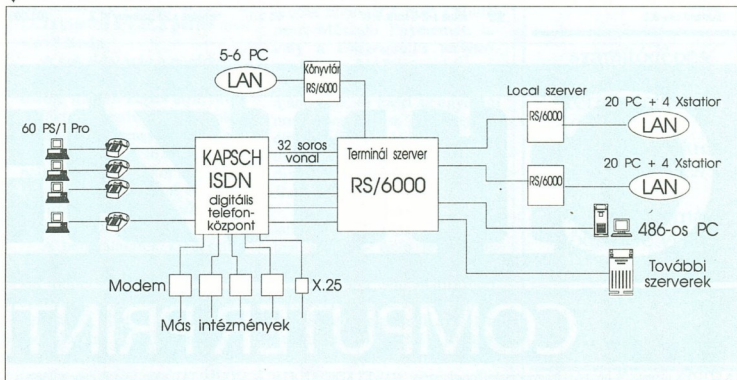 5-6 PC
LAN
Könyvtár
RS/6000
Local szerver
RS/6000
20 PC + 4 Xstation
LAN
60 PS/1 Pro
KAPSCH
ISDN
digitális
telefon-
központ
32 soros
vonal
Terminál szerver
RS/6000
RS/6000
20 PC + 4 Xstation
LAN
486-os PC
További
szerverek
Modem
X.25
Más intézmények
COMPUTER PRINTI